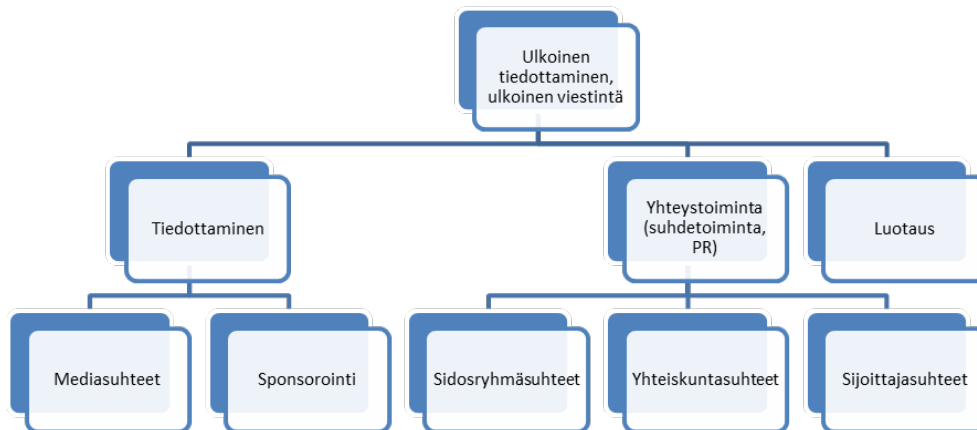 Ulkoinen
tiedottaminen,
ulkoinen viestintä
Tiedottaminen
Yhteystoiminta
(suhdetoiminta,
PR)
Luotaus
Mediasuhteet
Sponsorointi
Sidosryhmäsuhteet
Yhteiskuntasuhteet
Sijoittajasuhteet